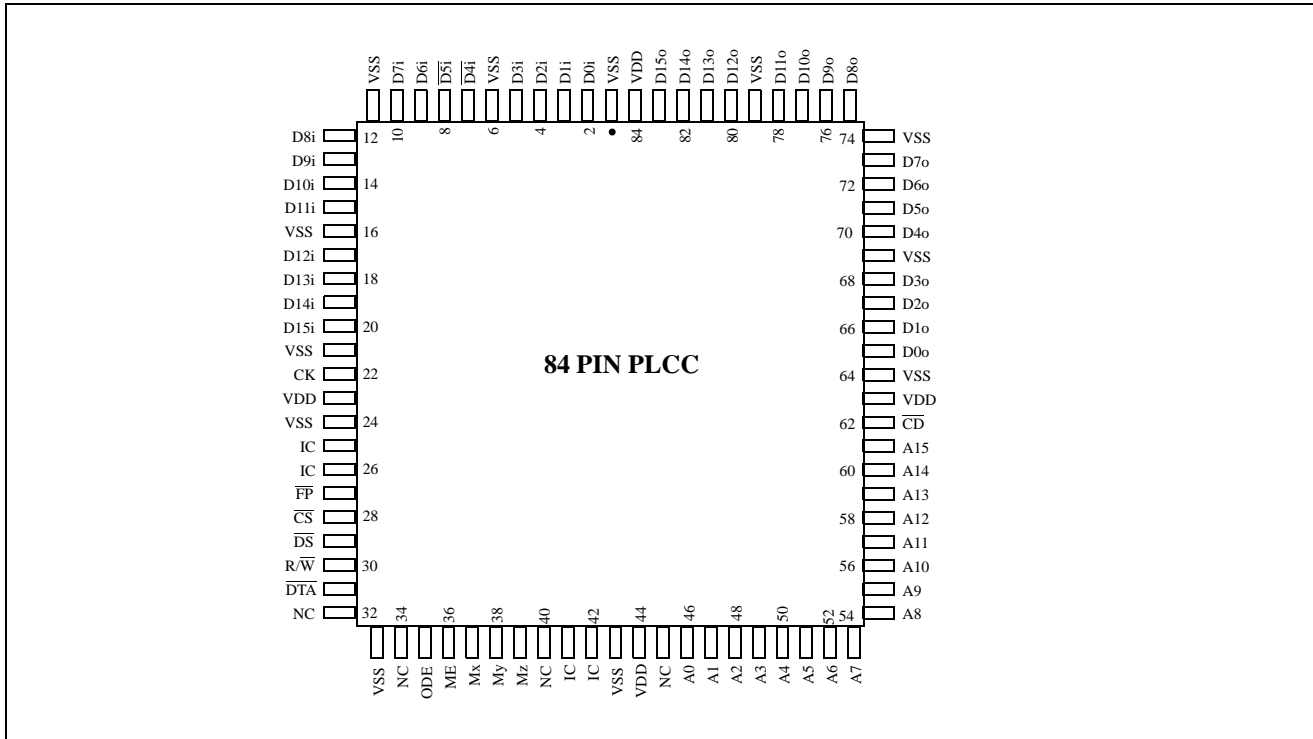 VSS D7i D6i D5i D4i VSS D3i D2i D1i D0i VSS VDD D15o D14o D13o D12o VSS D11o D10o D9o D8o
10 8 6 4 2 84 82 80 78 76
D8i 12 74 VSS
D9i D7o
D10i 14 72 D6o
D11i D5o
VSS 16 70 D4o
D12i VSS
D13i 18 68 D3o
D14i D2o
D15i 20 66 D1o
VSS D0o
84 PIN PLCC
CK 22 64 VSS
VDD VDD
VSS 24 62 CD
IC A15
IC 26 60 A14
FP A13
CS 28 58 A12
DS A11
R/W 30 56 A10
DTA A9
NC 32 54 A8
34 36 38 40 42 44 46 48 50 52
VSS NC ODE ME Mx My Mz NC IC IC VSS VDD NC A0 A1 A2 A3 A4 A5 A6 A7